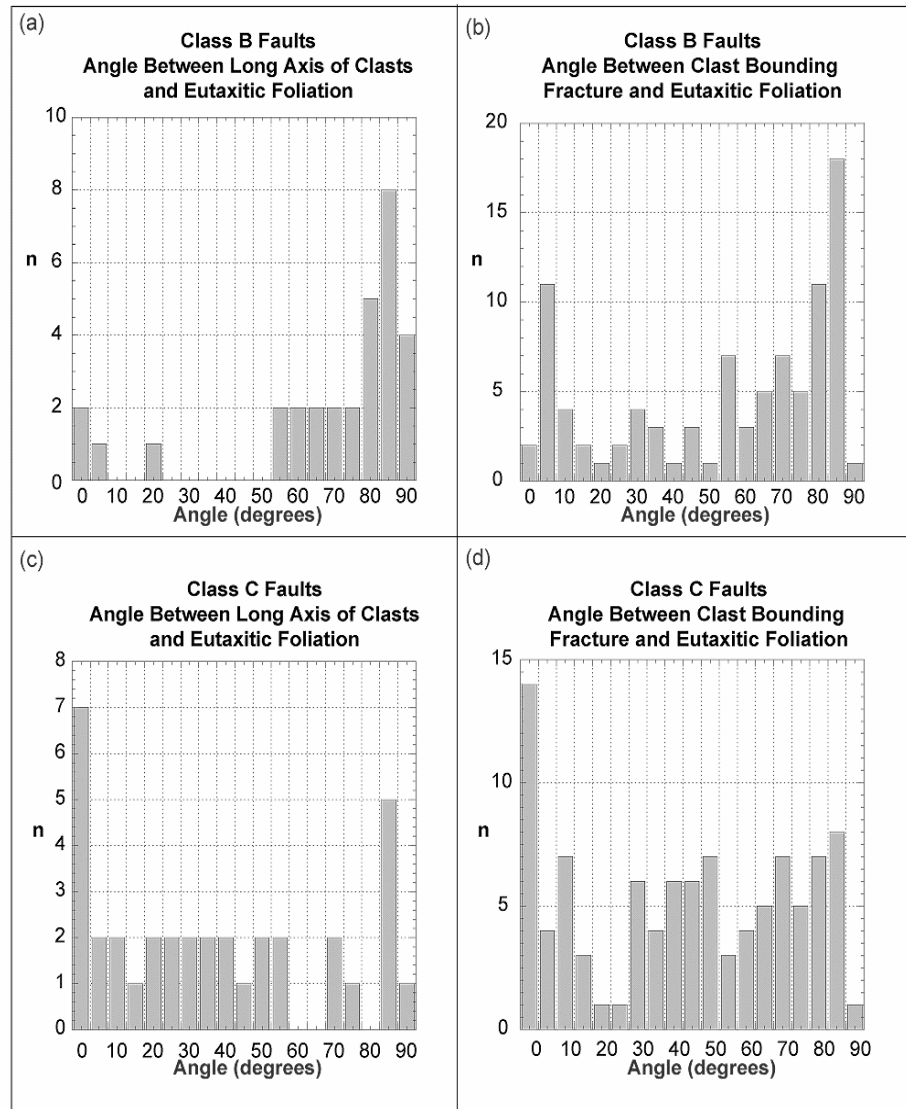 (a)
Class B Faults
Angle Between Long Axis of Clasts
and Eutaxitic Foliation
10
8
6
n
4
2
0
0 10 20 30 40 50 60 70 80 90
Angle (degrees)
(b)
Class B Faults
Angle Between Clast Bounding
Fracture and Eutaxitic Foliation
20
15
n
10
5
0
0 10 20 30 40 50 60 70 80 90
Angle (degrees)
(c)
Class C Faults
Angle Between Long Axis of Clasts
and Eutaxitic Foliation
8
7
6
5
n
4
3
2
1
0
0 10 20 30 40 50 60 70 80 90
Angle (degrees)
(d)
Class C Faults
Angle Between Clast Bounding
Fracture and Eutaxitic Foliation
15
10
n
5
0
0 10 20 30 40 50 60 70 80 90
Angle (degrees)